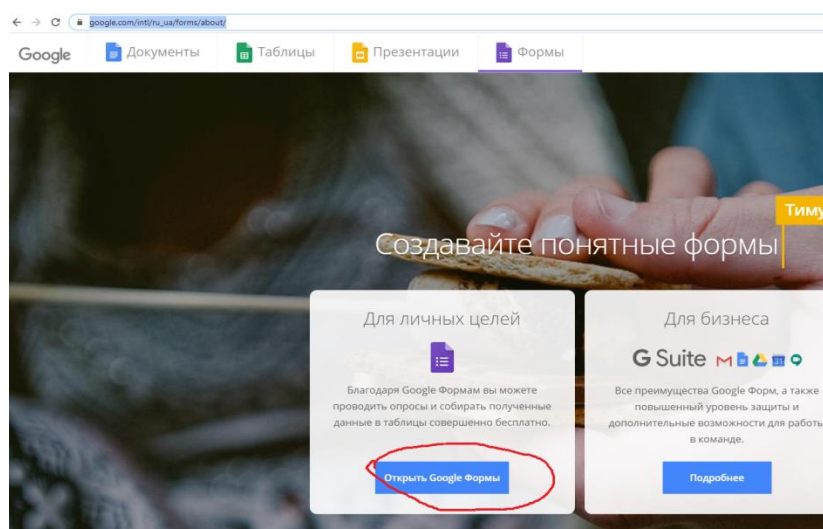 google.com/intl/ru_ua/forms/about/
Google Документы Таблицы Презентации Формы
Тиму
Создавайте понятные формы
Для личных целей
Благодаря Google Формам вы можете
проводить опросы и собирать полученные
данные в таблицы совершенно бесплатно.
Открыть Google Формы
Для бизнеса
G Suite
Все преимущества Google Форм, а также
повышенный уровень защиты и
дополнительные возможности для работы
в команде.
Подробнее